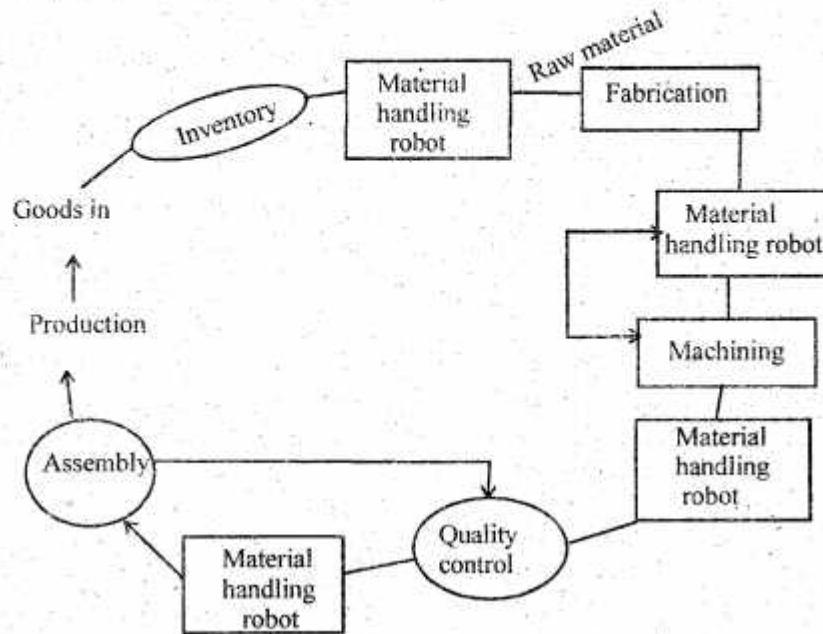 Inventory
Material
handling
robot
Raw material
Fabrication
Material
handling robot
Machining
Material
handling
robot
Quality
control
Material
handling
robot
Assembly
Production
Goods in